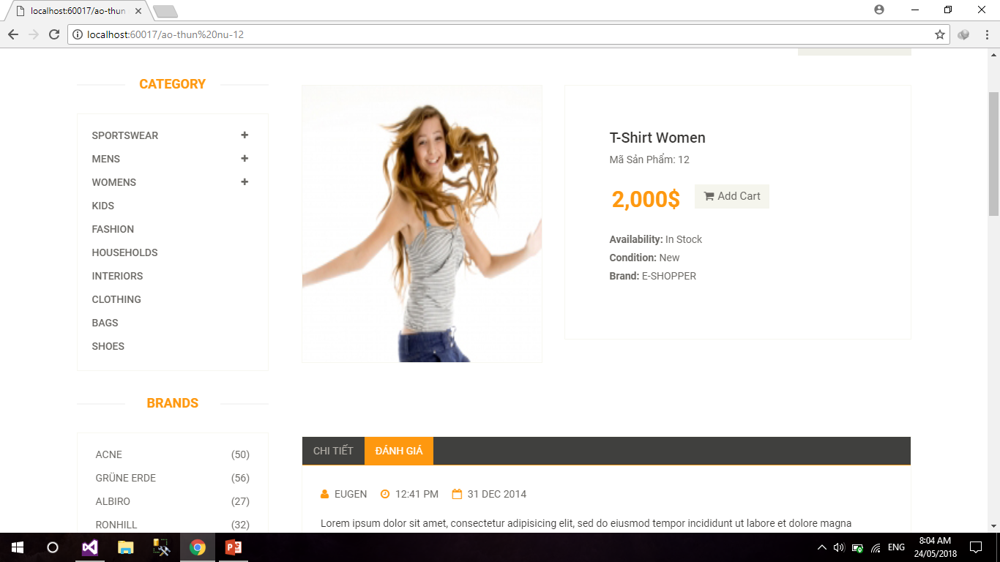 localhost:60017/ao-thun
localhost:60017/ao-thun%20nu-12
CATEGORY
SPORTSWEAR
MENS
WOMENS
KIDS
FASHION
HOUSEHOLDS
INTERIORS
CLOTHING
BAGS
SHOES
BRANDS
ACNE (50)
GRÜNE ERDE (56)
ALBIRO (27)
RONHILL (32)
T-Shirt Women
Mã Sản Phẩm: 12
2,000$ Add Cart
Availability: In Stock
Condition: New
Brand: E-SHOPPER
CHI TIẾT ĐÁNH GIÁ
EUGEN 12:41 PM 31 DEC 2014
Lorem ipsum dolor sit amet, consectetur adipisicing elit, sed do eiusmod tempor incididunt ut labore et dolore magna
ENG
8:04 AM
24/05/2018